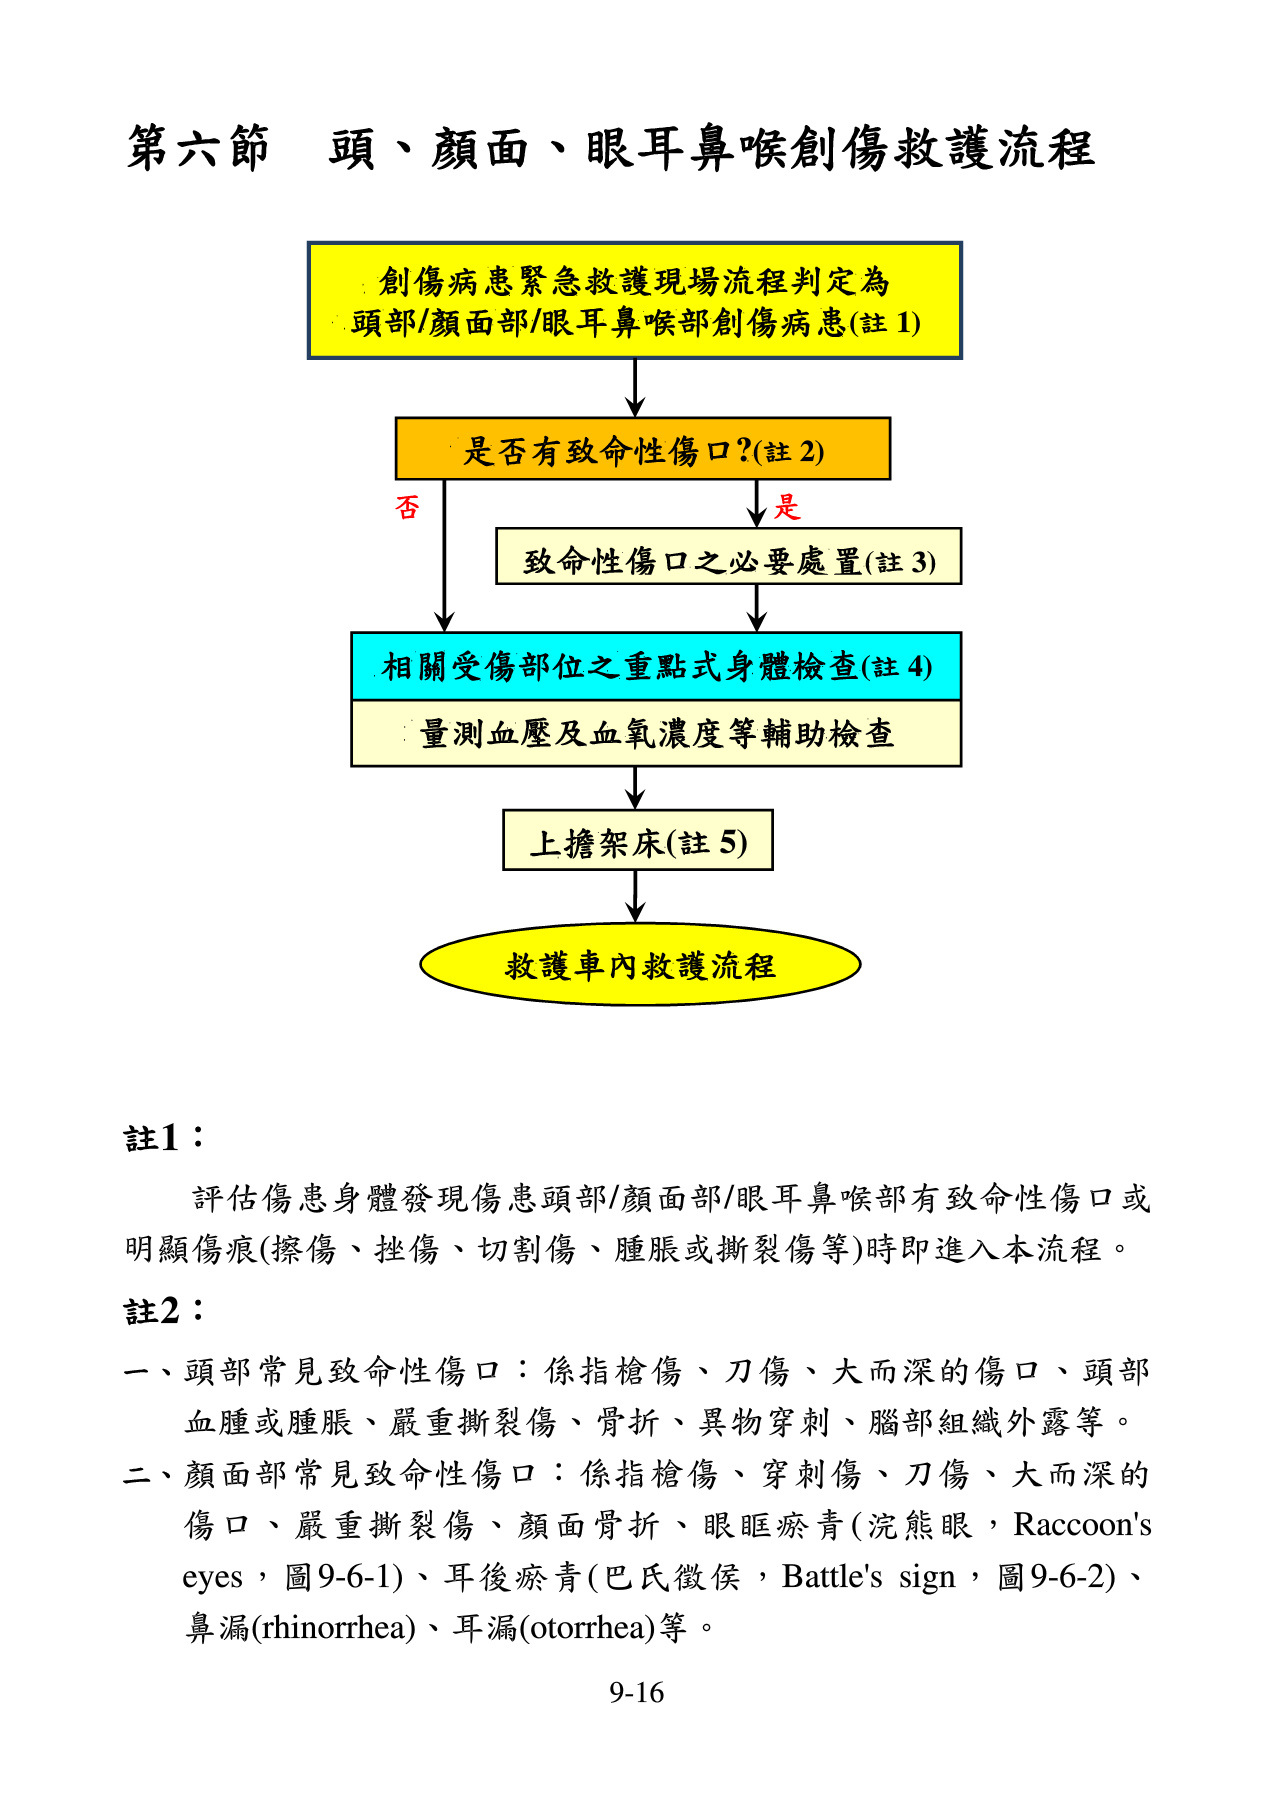 第六節　頭、顏面、眼耳鼻喉創傷救護流程
創傷病患緊急救護現場流程判定為
頭部/顏面部/眼耳鼻喉部創傷病患(註 1)
是否有致命性傷口?(註 2)
否
是
致命性傷口之必要處置(註 3)
相關受傷部位之重點式身體檢查(註 4)
量測血壓及血氧濃度等輔助檢查
上擔架床(註 5)
救護車內救護流程
註1：
評估傷患身體發現傷患頭部/顏面部/眼耳鼻喉部有致命性傷口或
明顯傷痕(擦傷、挫傷、切割傷、腫脹或撕裂傷等)時即進入本流程。
註2：
一、頭部常見致命性傷口：係指槍傷、刀傷、大而深的傷口、頭部
血腫或腫脹、嚴重撕裂傷、骨折、異物穿刺、腦部組織外露等。
二、顏面部常見致命性傷口：係指槍傷、穿刺傷、刀傷、大而深的
傷口、嚴重撕裂傷、顏面骨折、眼眶瘀青(浣熊眼，Raccoon's
eyes，圖9-6-1)、耳後瘀青(巴氏徵侯，Battle's sign，圖9-6-2)、
鼻漏(rhinorrhea)、耳漏(otorrhea)等。
9-16